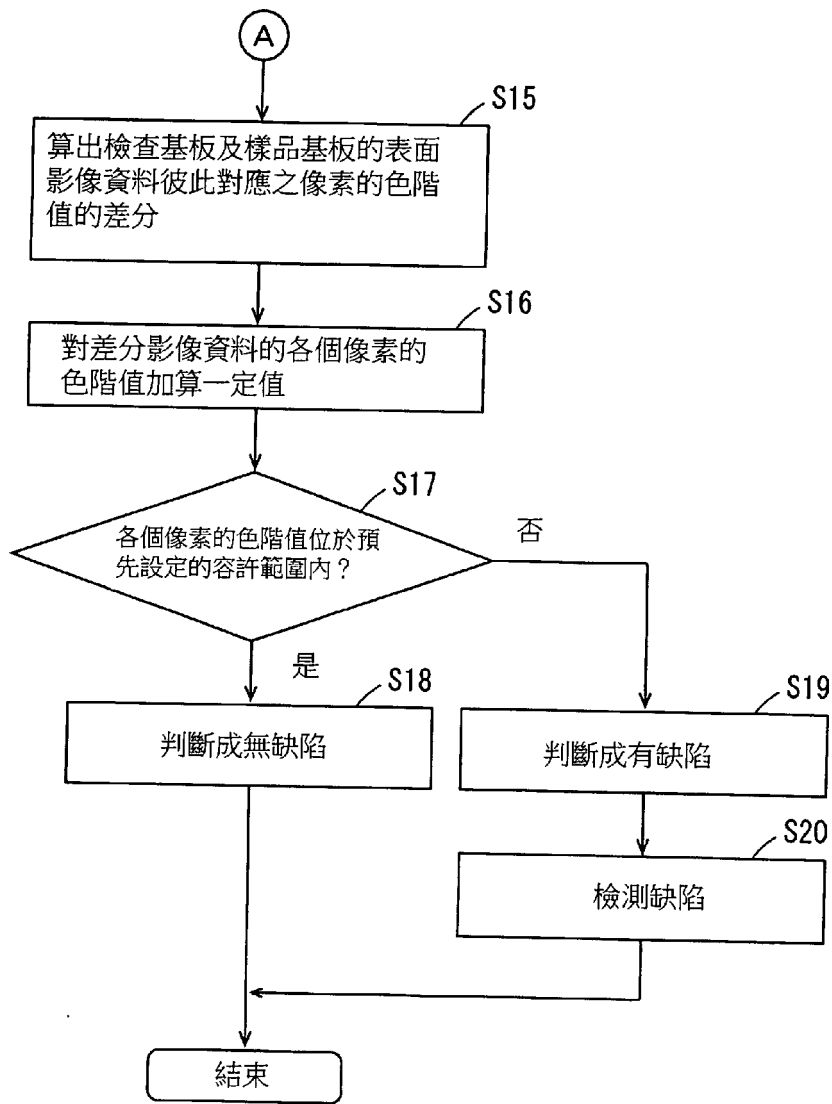 A
S15
算出檢查基板及樣品基板的表面
影像資料彼此對應之像素的色階
值的差分
S16
對差分影像資料的各個像素的
色階值加算一定值
S17
各個像素的色階值位於預
先設定的容許範圍內？
否
是
S18
判斷成無缺陷
S19
判斷成有缺陷
S20
檢測缺陷
結束